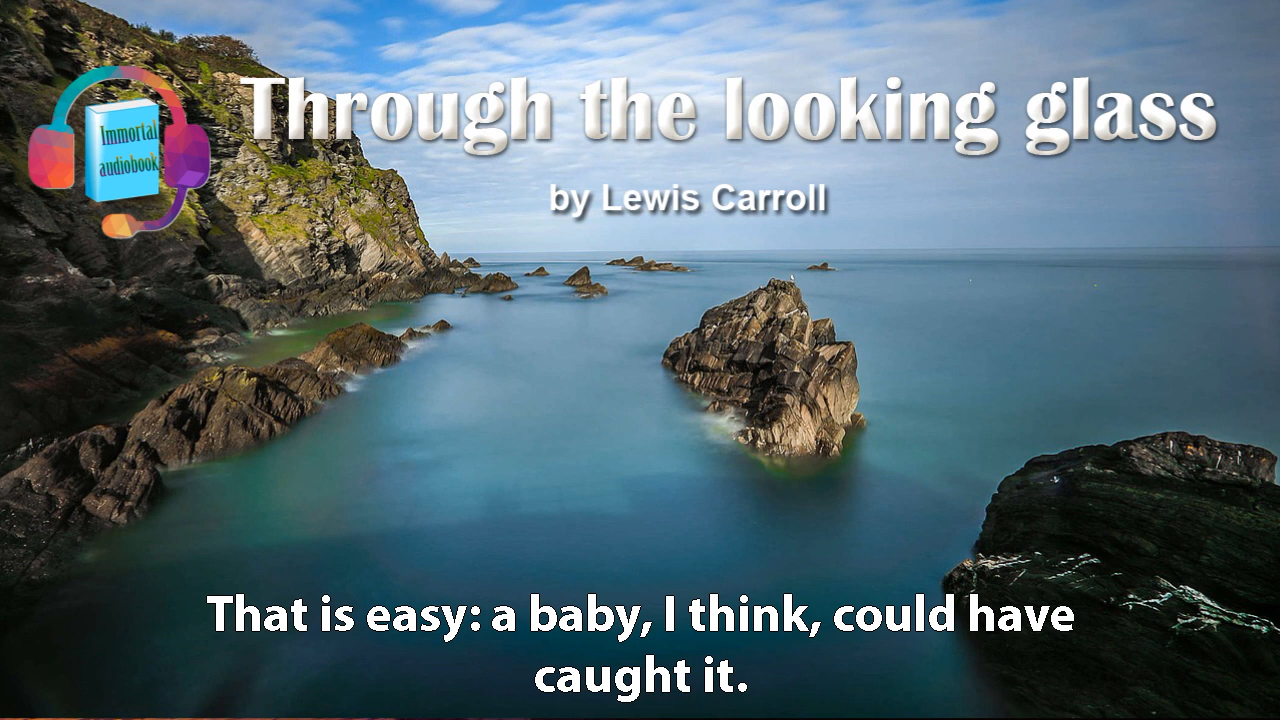 Through the looking glass
by Lewis Carroll
Immortal
audiobook
That is easy: a baby, I think, could have
caught it.